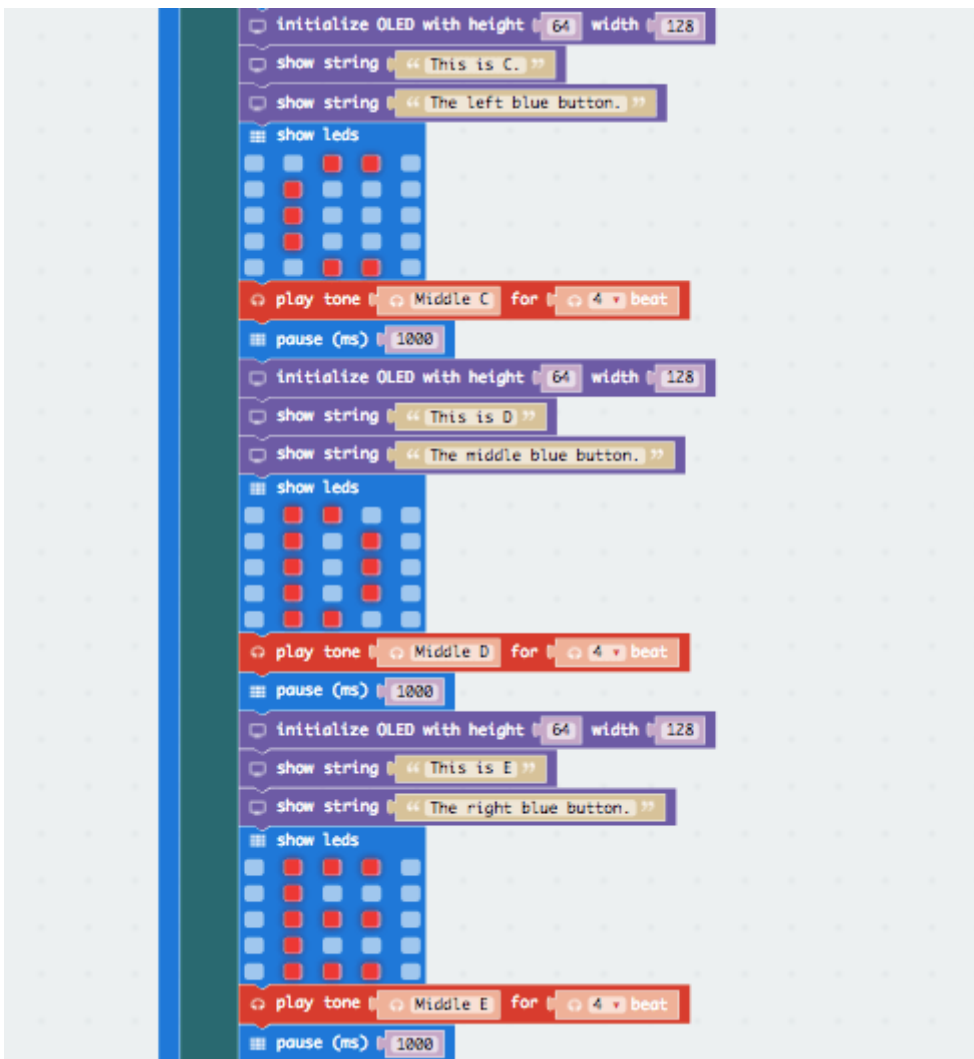 initialize OLED with height 64 width 128
show string “ This is C. ”
show string “ The left blue button. ”
show leds
play tone Middle C for 4 beat
pause (ms) 1000
initialize OLED with height 64 width 128
show string “ This is D ”
show string “ The middle blue button. ”
show leds
play tone Middle D for 4 beat
pause (ms) 1000
initialize OLED with height 64 width 128
show string “ This is E ”
show string “ The right blue button. ”
show leds
play tone Middle E for 4 beat
pause (ms) 1000